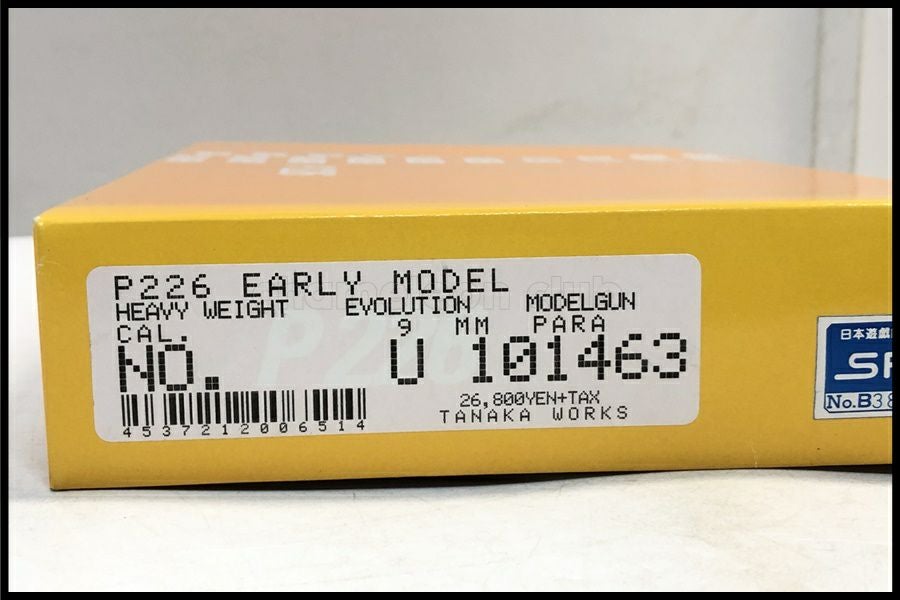 P226 EARLY MODEL
HEAVY WEIGHT EVOLUTION MODELGUN
CAL. 9 MM PARA
NO. U 101463
26,800YEN+TAX
4537212006514 TANAKA WORKS
日本遊戯
No.B38